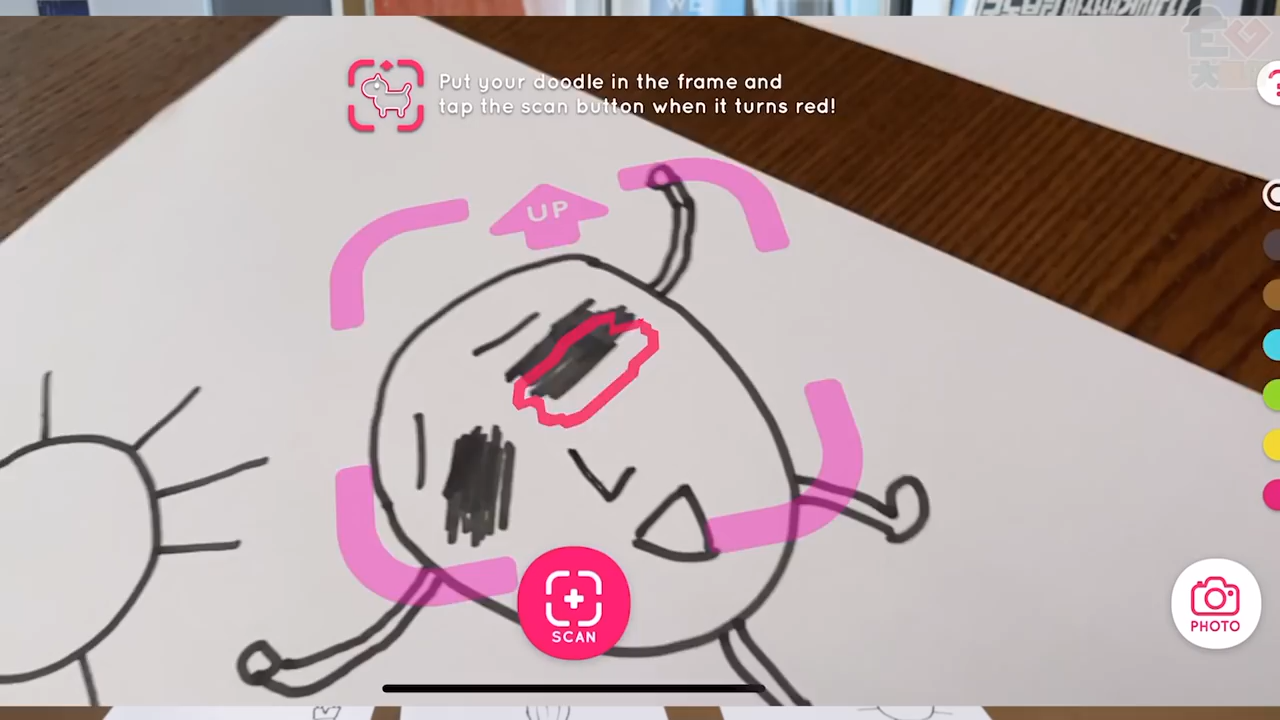 Put your doodle in the frame and
tap the scan button when it turns red!
UP
SCAN
PHOTO